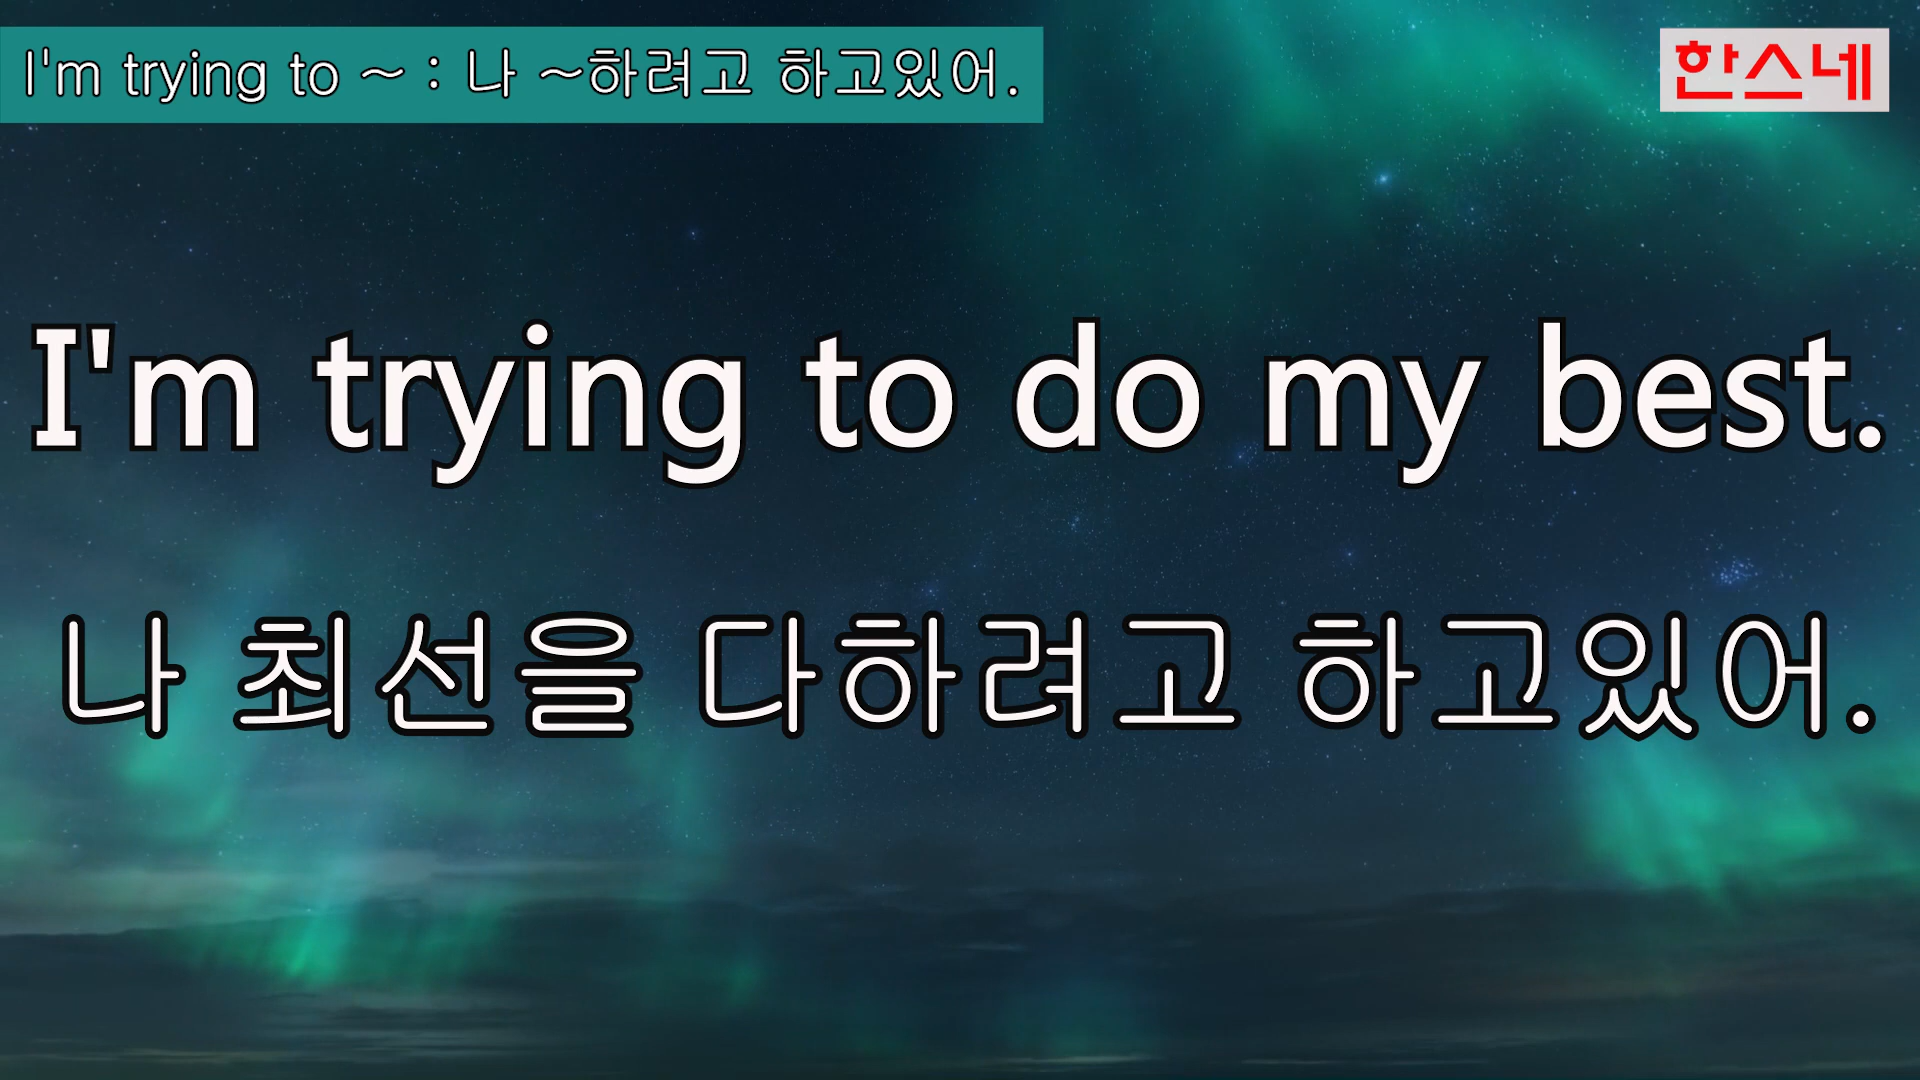 I'm trying to ~ : 나 ~하려고 하고있어.
한스네
I'm trying to do my best.
나 최선을 다하려고 하고있어.